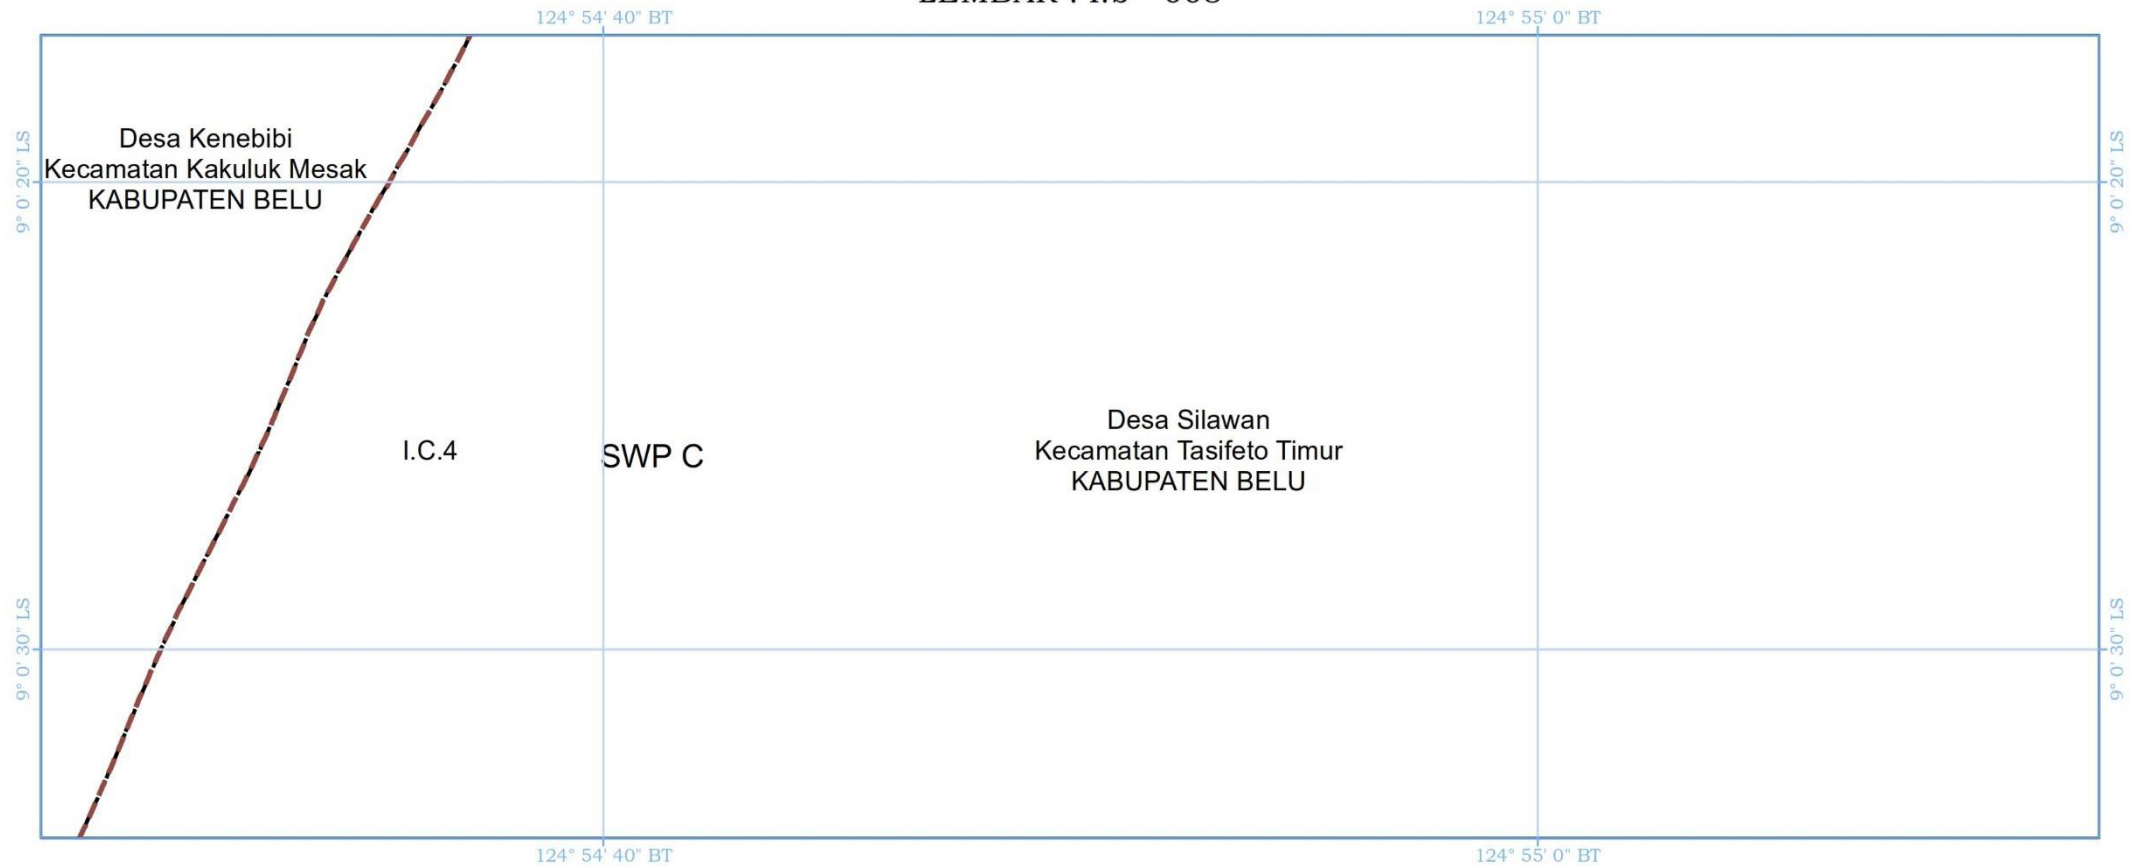 124° 54' 40" BT
124° 55' 0" BT
Desa Kenebibi
Kecamatan Kakuluk Mesak
KABUPATEN BELU
9° 0' 20" LS
9° 0' 20" LS
I.C.4
SWP C
Desa Silawan
Kecamatan Tasifeto Timur
KABUPATEN BELU
9° 0' 30" LS
9° 0' 30" LS
124° 54' 40" BT
124° 55' 0" BT